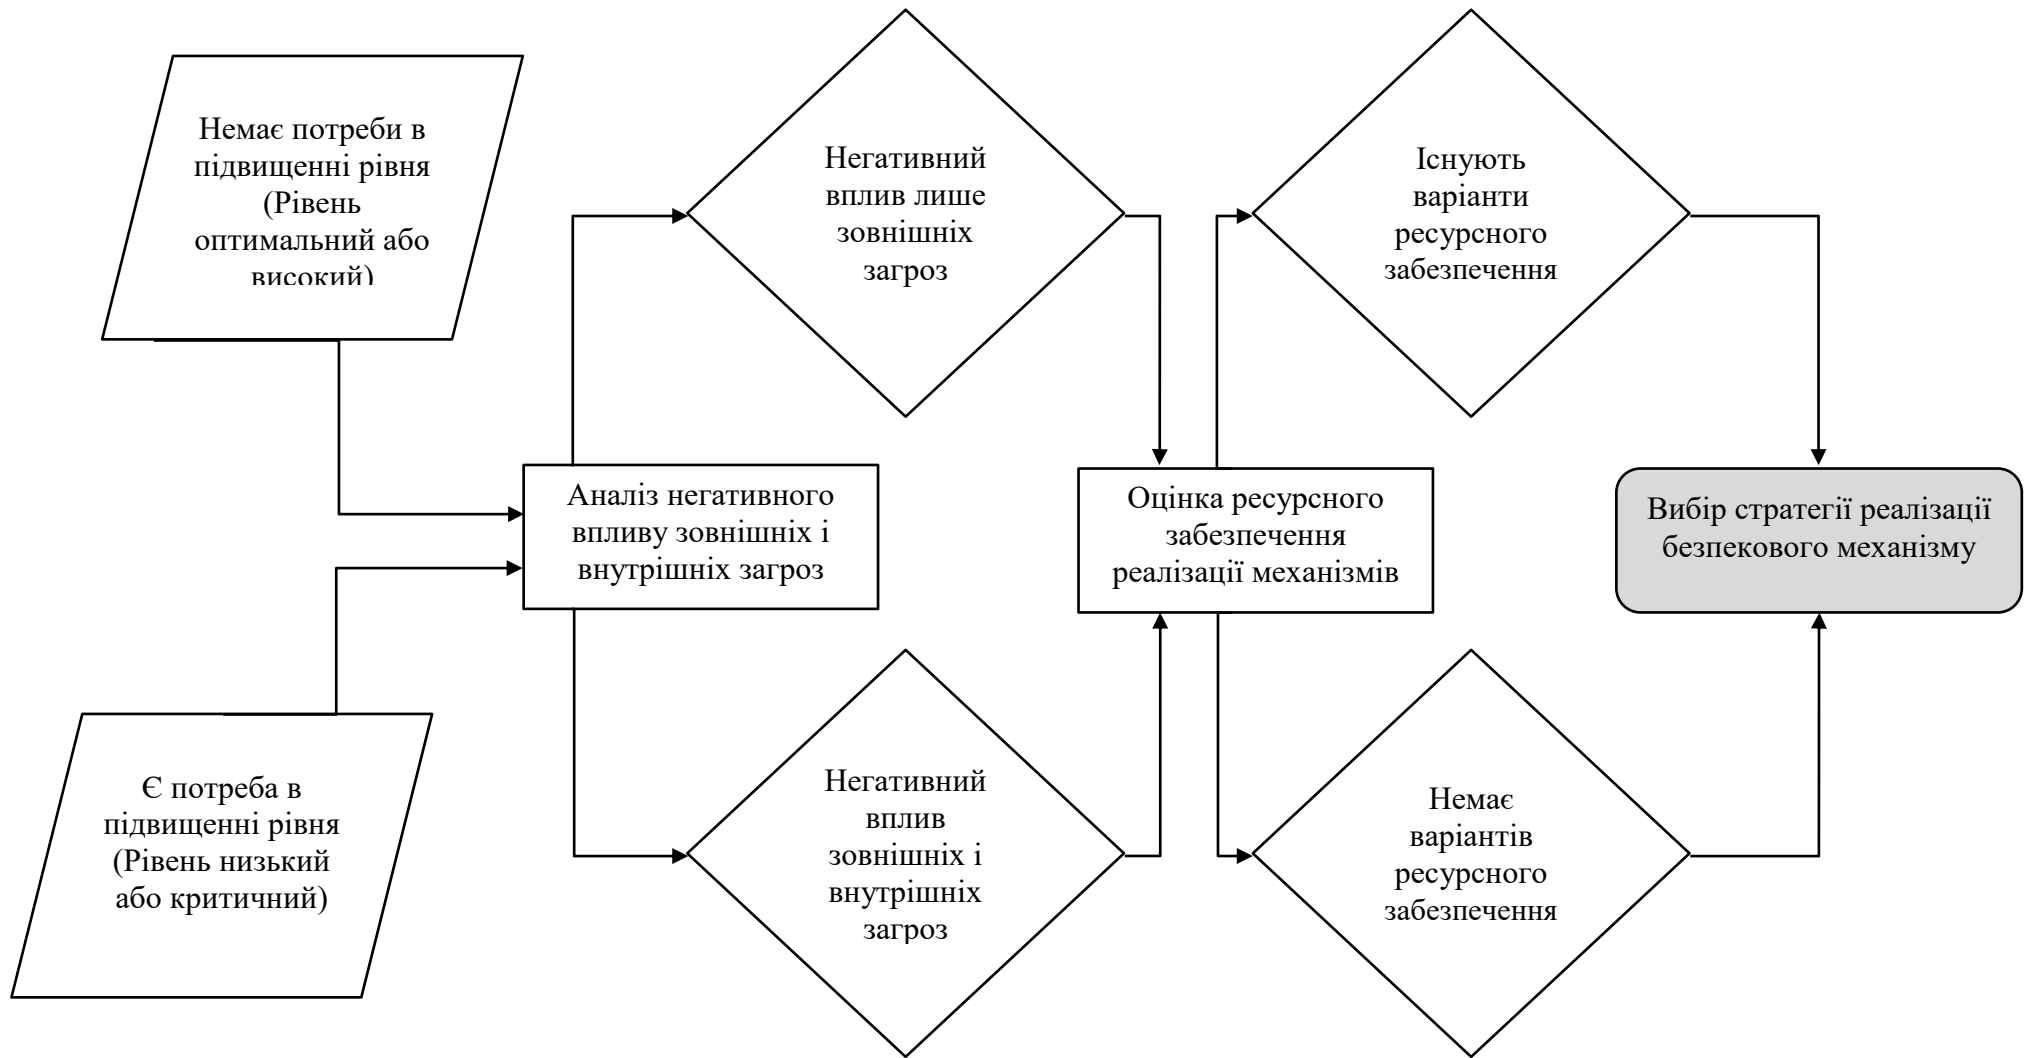 Немає потреби в
підвищенні рівня
(Рівень
оптимальний або
високий)
Негативний
вплив лише
зовнішніх
загроз
Існують
варіанти
ресурсного
забезпечення
Аналіз негативного
впливу зовнішніх і
внутрішніх загроз
Оцінка ресурсного
забезпечення
реалізації механізмів
Вибір стратегії реалізації
безпекового механізму
Є потреба в
підвищенні рівня
(Рівень низький
або критичний)
Негативний
вплив
зовнішніх і
внутрішніх
загроз
Немає
варіантів
ресурсного
забезпечення